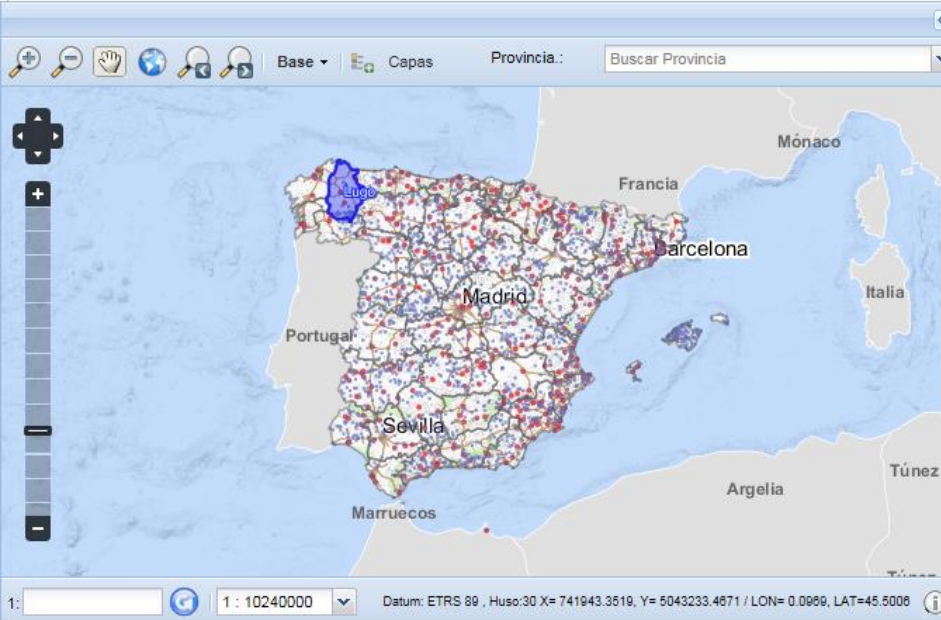 Base Capas Provincia.: Buscar Provincia
Mónaco
Francia
Lugo
Barcelona
Madrid
Italia
Portugal
Sevilla
Túnez
Argelia
Marruecos
1: 1 : 10240000 Datum: ETRS 89 , Huso:30 X= 741943.3519, Y= 5043233.4671 / LON= 0.0969, LAT=45.5006